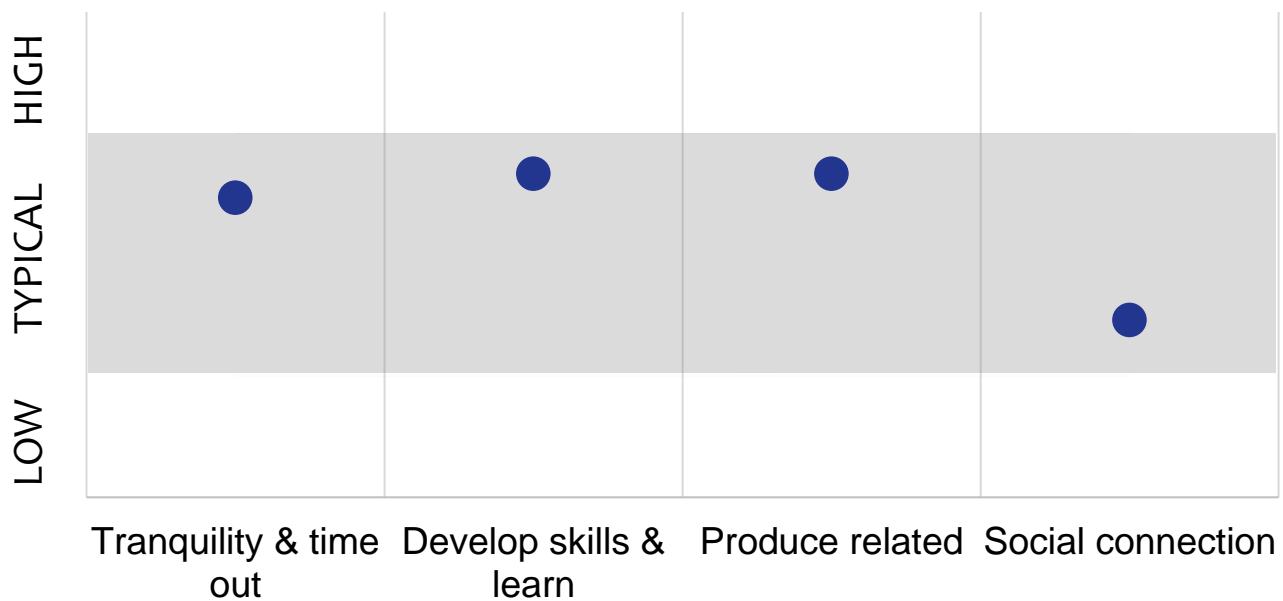 HIGH
TYPICAL
LOW
Tranquility & time
out
Develop skills &
learn
Produce related
Social connection